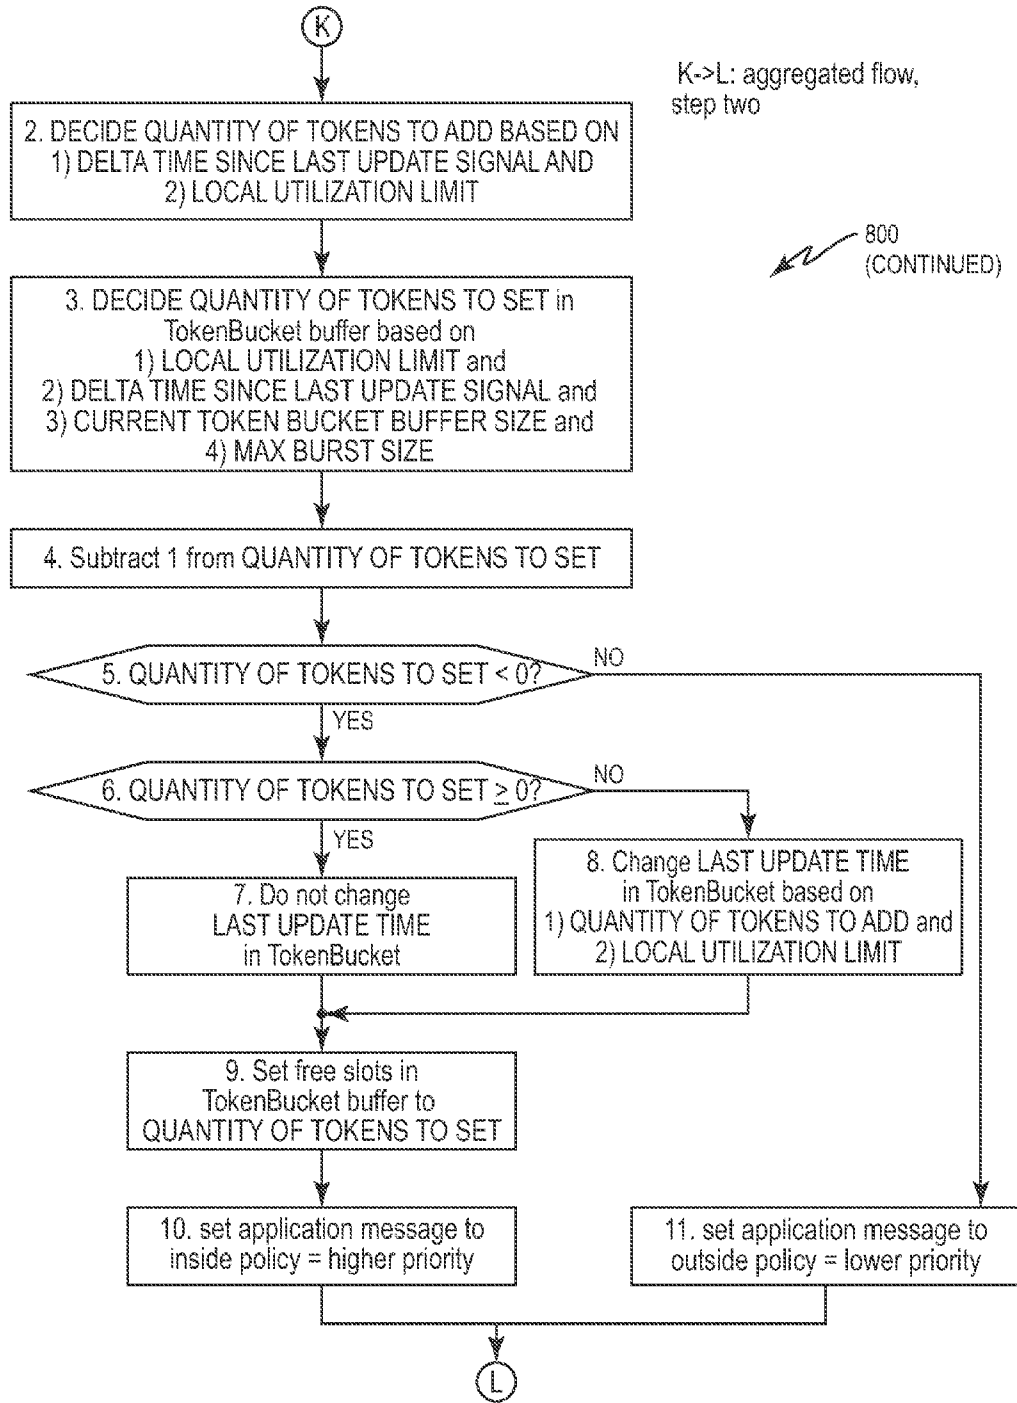 K
K->L: aggregated flow,
step two
2. DECIDE QUANTITY OF TOKENS TO ADD BASED ON
1) DELTA TIME SINCE LAST UPDATE SIGNAL AND
2) LOCAL UTILIZATION LIMIT
800
(CONTINUED)
3. DECIDE QUANTITY OF TOKENS TO SET in
TokenBucket buffer based on
1) LOCAL UTILIZATION LIMIT and
2) DELTA TIME SINCE LAST UPDATE SIGNAL and
3) CURRENT TOKEN BUCKET BUFFER SIZE and
4) MAX BURST SIZE
4. Subtract 1 from QUANTITY OF TOKENS TO SET
5. QUANTITY OF TOKENS TO SET < 0?
NO
YES
6. QUANTITY OF TOKENS TO SET ≥ 0?
NO
YES
7. Do not change
LAST UPDATE TIME
in TokenBucket
8. Change LAST UPDATE TIME
in TokenBucket based on
1) QUANTITY OF TOKENS TO ADD and
2) LOCAL UTILIZATION LIMIT
9. Set free slots in
TokenBucket buffer to
QUANTITY OF TOKENS TO SET
10. set application message to
inside policy = higher priority
11. set application message to
outside policy = lower priority
L